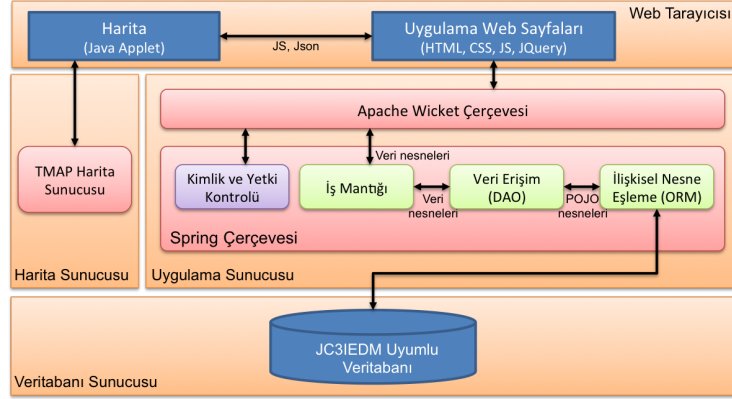 Web Tarayıcısı
Harita
(Java Applet)
JS, Json
Uygulama Web Sayfaları
(HTML, CSS, JS, JQuery)
Apache Wicket Çerçevesi
Veri nesneleri
TMAP Harita
Sunucusu
Kimlik ve Yetki
Kontrolü
İş Mantığı
Veri
nesneleri
Veri Erişim
(DAO)
POJO
nesneleri
İlişkisel Nesne
Eşleme (ORM)
Spring Çerçevesi
Harita Sunucusu
Uygulama Sunucusu
JC3IEDM Uyumlu
Veritabanı
Veritabanı Sunucusu